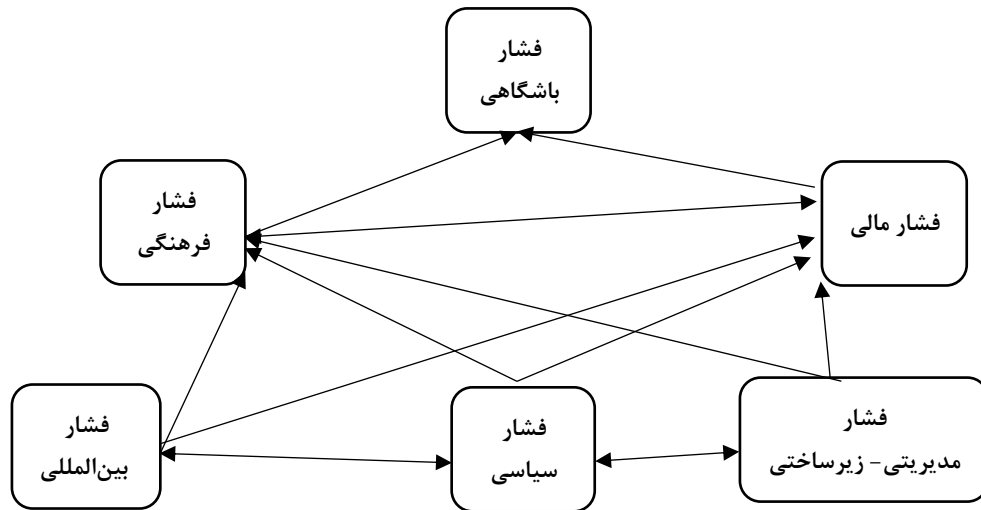 فشار
باشگاهی
فشار مالی
فشار
فرهنگی
فشار
مدیریتی- زیرساختی
فشار
سیاسی
فشار
بین‌المللی